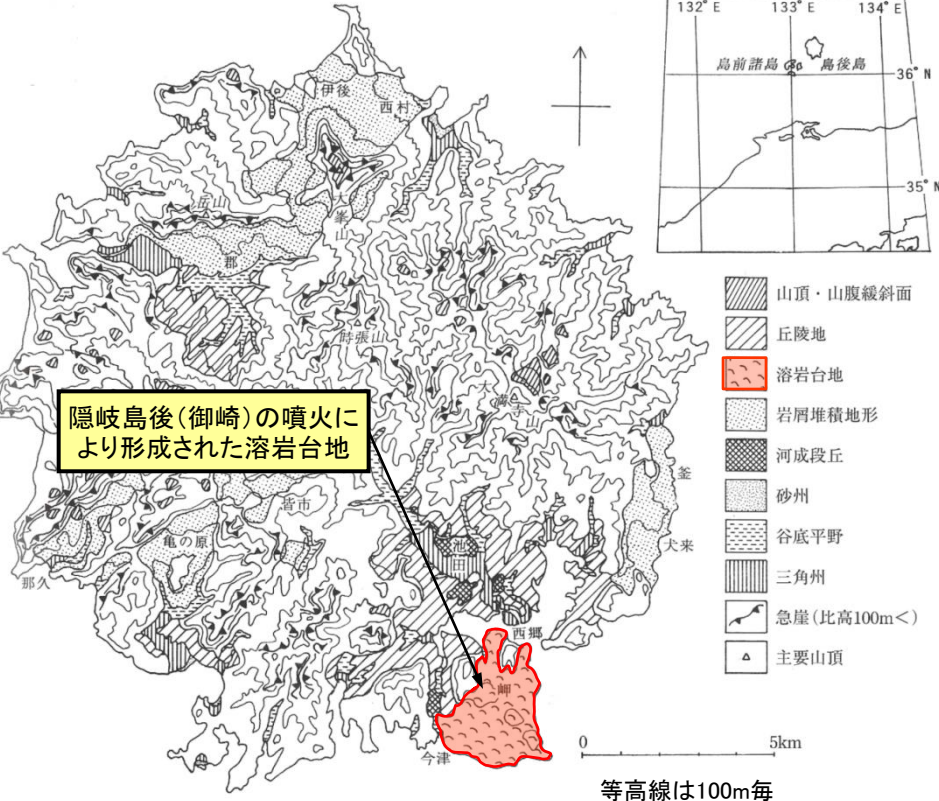 132°E 133°E 134°E
島前諸島 島後島
36°N
35°N
伊後
西村
大峯山
岳山
郡
時張山
大満寺山
隠岐島後(御崎)の噴火に
より形成された溶岩台地
釜
犬来
皆市
亀の原
池田
那久
西郷
岬
今津
山頂・山腹緩斜面
丘陵地
溶岩台地
岩屑堆積地形
河成段丘
砂州
谷底平野
三角州
急崖(比高100m<)
主要山頂
0 5km
等高線は100m毎